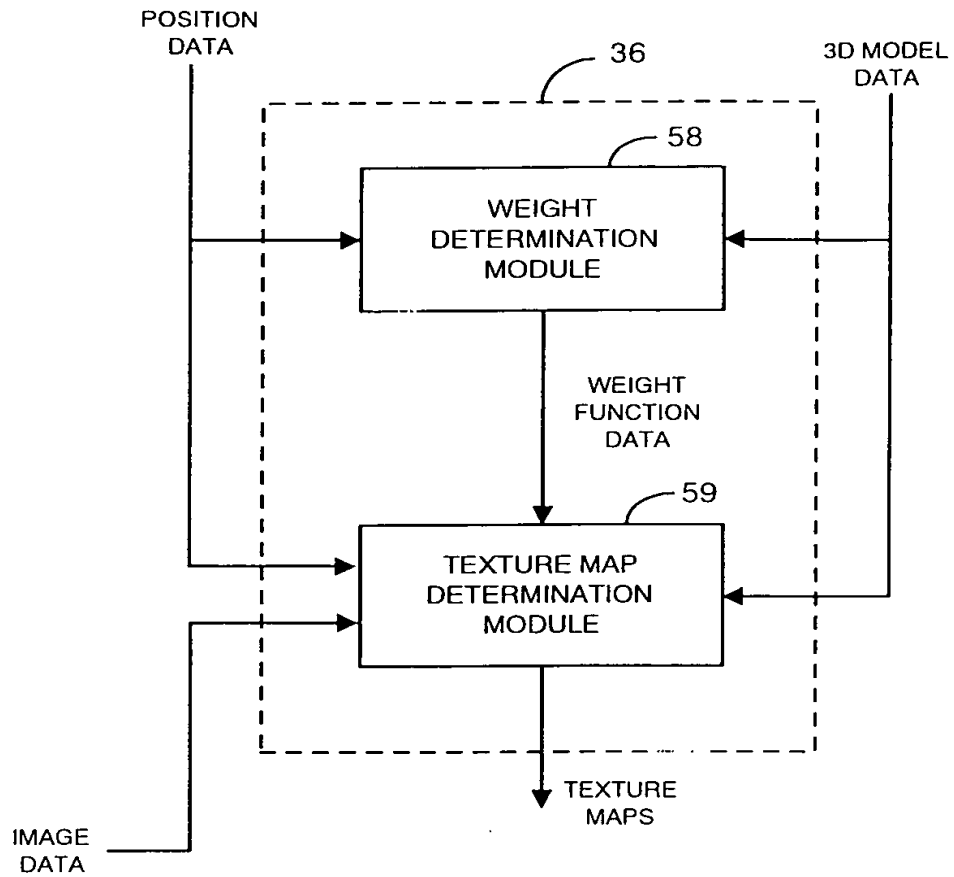 POSITION
DATA
36
3D MODEL
DATA
58
WEIGHT
DETERMINATION
MODULE
WEIGHT
FUNCTION
DATA
59
TEXTURE MAP
DETERMINATION
MODULE
TEXTURE
MAPS
IMAGE
DATA